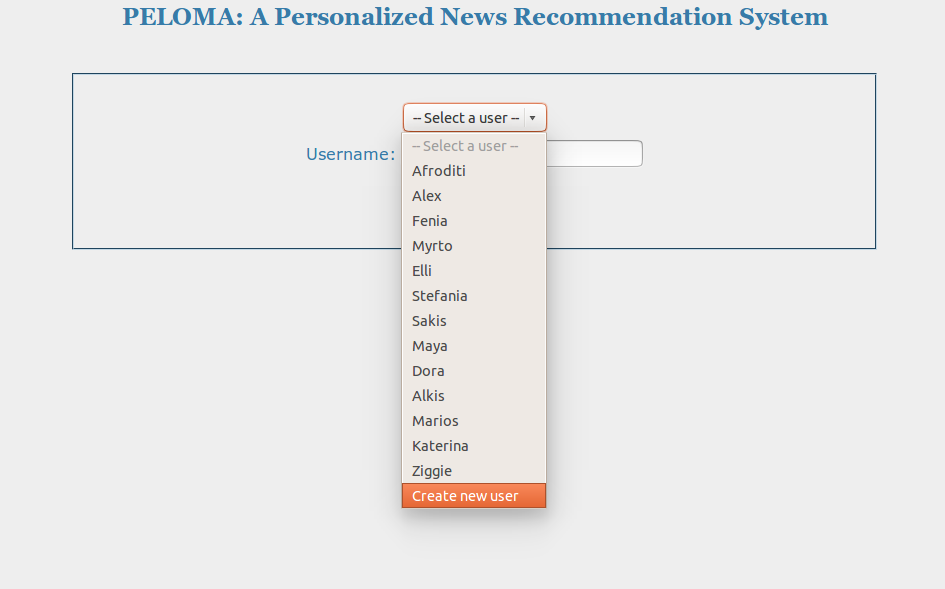 PELOMA: A Personalized News Recommendation System
-- Select a user --
Username:
-- Select a user --
Afroditi
Alex
Fenia
Myrto
Elli
Stefania
Sakis
Maya
Dora
Alkis
Marios
Katerina
Ziggie
Create new user